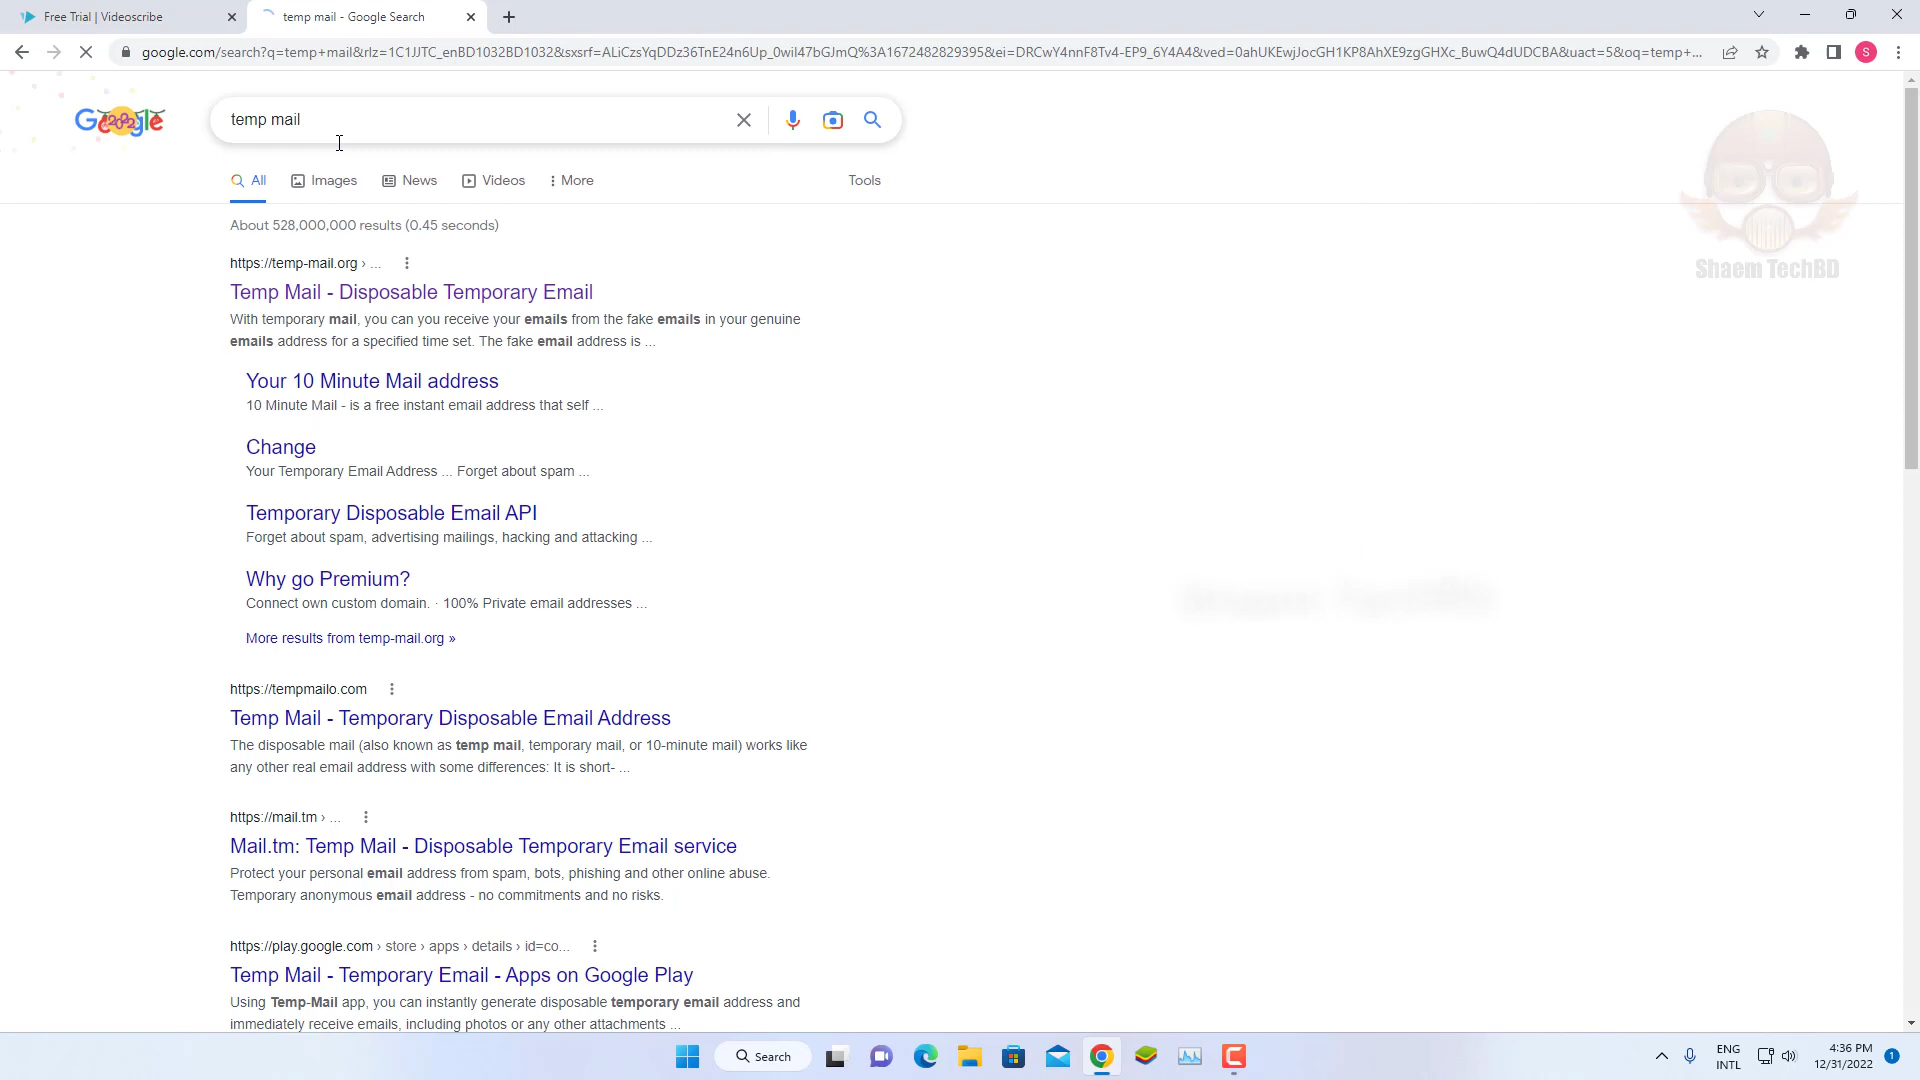 Free Trial | Videoscribe
temp mail - Google Search
google.com/search?q=temp+mail&rlz=1C1JJTC_enBD1032BD1032&sxsrf=ALiCzsYqDDz36TnE24n6Up_0wil47bGJmQ%3A1672482829395&ei=DRCwY4nnF8Tv4-EP9_6Y4A4&ved=0ahUKEwjJocGH1KP8AhXE9zgGHXc_BuwQ4dUDCBA&uact=5&oq=temp+...
S
Google
2022
temp mail
All Images News Videos More Tools
About 528,000,000 results (0.45 seconds)
https://temp-mail.org › ...
Temp Mail - Disposable Temporary Email
With temporary mail, you can you receive your emails from the fake emails in your genuine
emails address for a specified time set. The fake email address is ...
Your 10 Minute Mail address
10 Minute Mail - is a free instant email address that self ...
Change
Your Temporary Email Address ... Forget about spam ...
Temporary Disposable Email API
Forget about spam, advertising mailings, hacking and attacking ...
Why go Premium?
Connect own custom domain. · 100% Private email addresses ...
More results from temp-mail.org »
https://tempmailo.com
Temp Mail - Temporary Disposable Email Address
The disposable mail (also known as temp mail, temporary mail, or 10-minute mail) works like
any other real email address with some differences: It is short- ...
https://mail.tm › ...
Mail.tm: Temp Mail - Disposable Temporary Email service
Protect your personal email address from spam, bots, phishing and other online abuse.
Temporary anonymous email address - no commitments and no risks.
https://play.google.com › store › apps › details › id=co...
Temp Mail - Temporary Email - Apps on Google Play
Using Temp-Mail app, you can instantly generate disposable temporary email address and
immediately receive emails, including photos or any other attachments ...
Shaem TechBD
Search
ENG
INTL
4:36 PM
12/31/2022
1